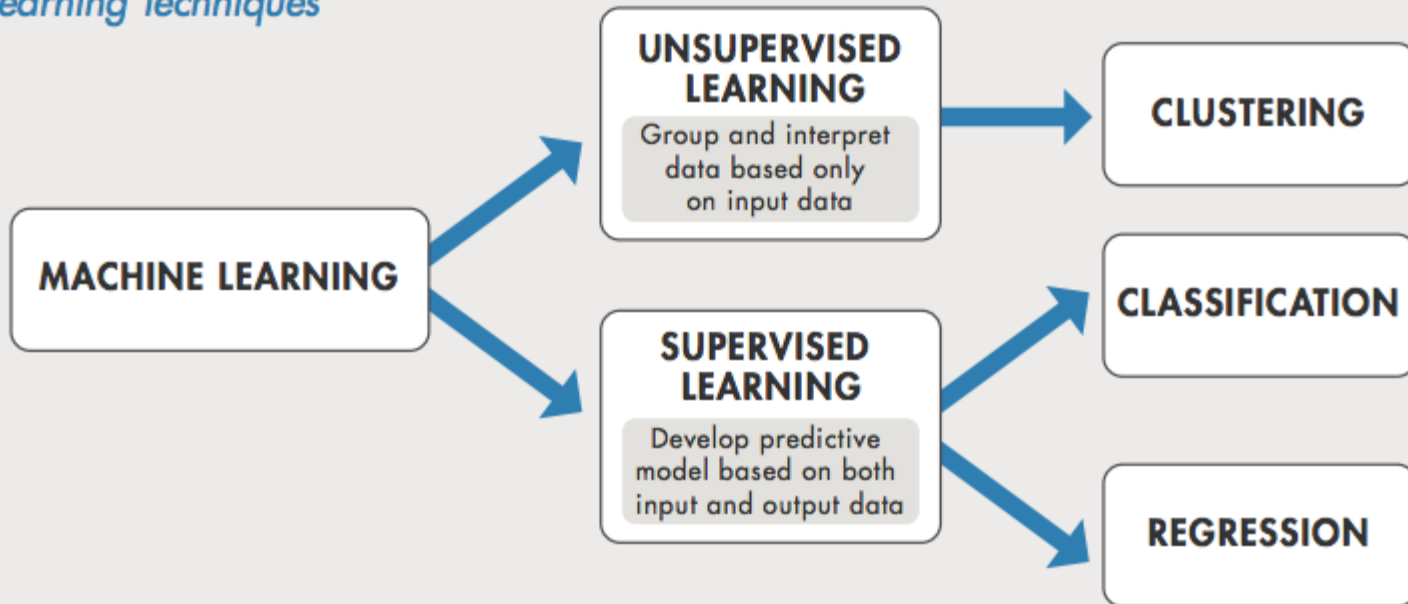 earning Techniques
UNSUPERVISED
LEARNING
Group and interpret
data based only
on input data
CLUSTERING
MACHINE LEARNING
SUPERVISED
LEARNING
Develop predictive
model based on both
input and output data
CLASSIFICATION
REGRESSION